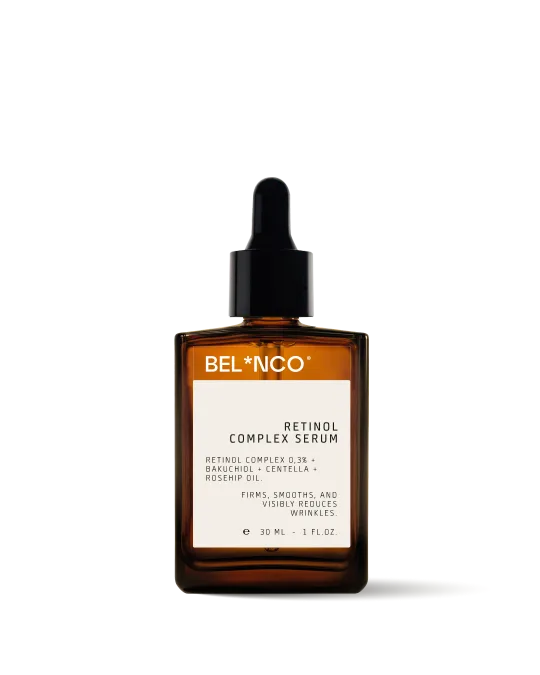 BEL*NCO®
RETINOL
COMPLEX SERUM
RETINOL COMPLEX 0,3% +
BAKUCHIOL + CENTELLA +
ROSEHIP OIL.
FIRMS, SMOOTHS, AND
VISIBLY REDUCES
WRINKLES.
℮ 30 ML - 1 FL.OZ.